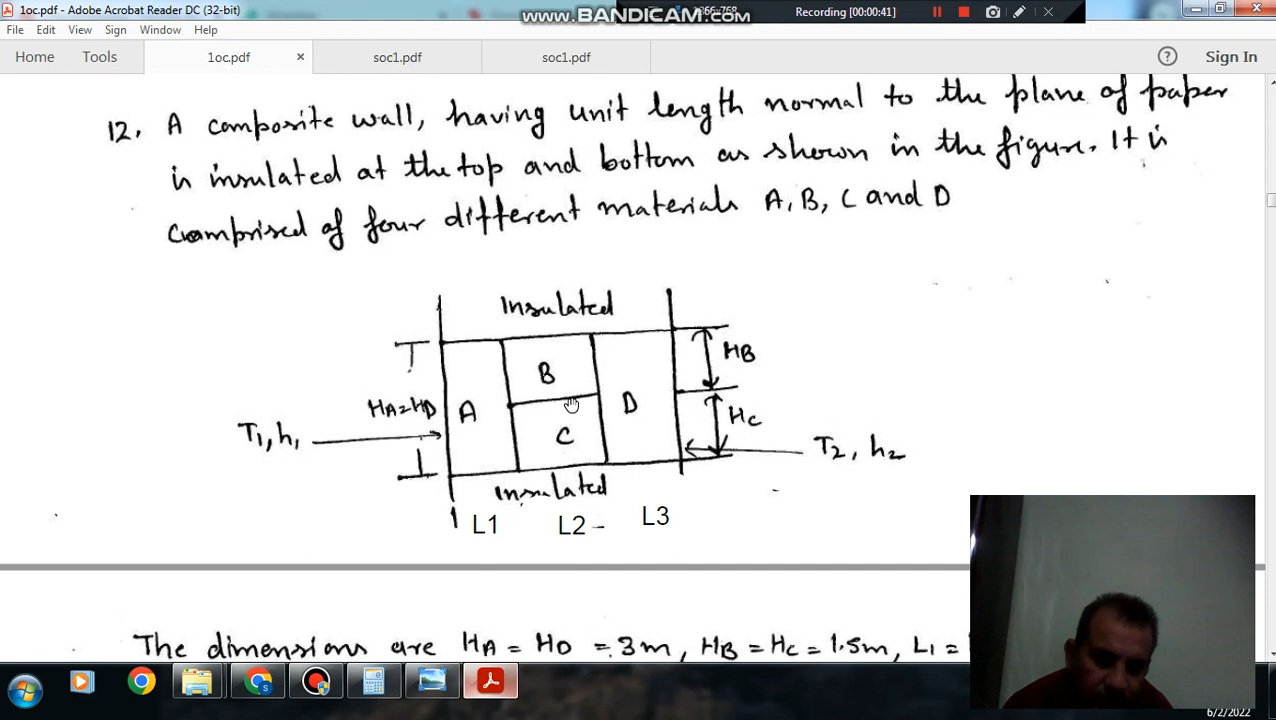 1oc.pdf - Adobe Acrobat Reader DC (32-bit)
www.BANDICAM.com
Recording [00:00:41]
File Edit View Sign Window Help
Home Tools 1oc.pdf × soc1.pdf soc1.pdf ? Sign In
12. A composite wall, having unit length normal to the plane of paper
is insulated at the top and bottom as shown in the figure. It is
comprised of four different materials A, B, C and D
Insulated
HB
B
HA=HD A D
Hc
C
T1, h1
T2, h2
Insulated
L1 L2 - L3
The dimensions are HA = HD = 3m, HB = Hc = 1.5m, L1 =
6/2/2022